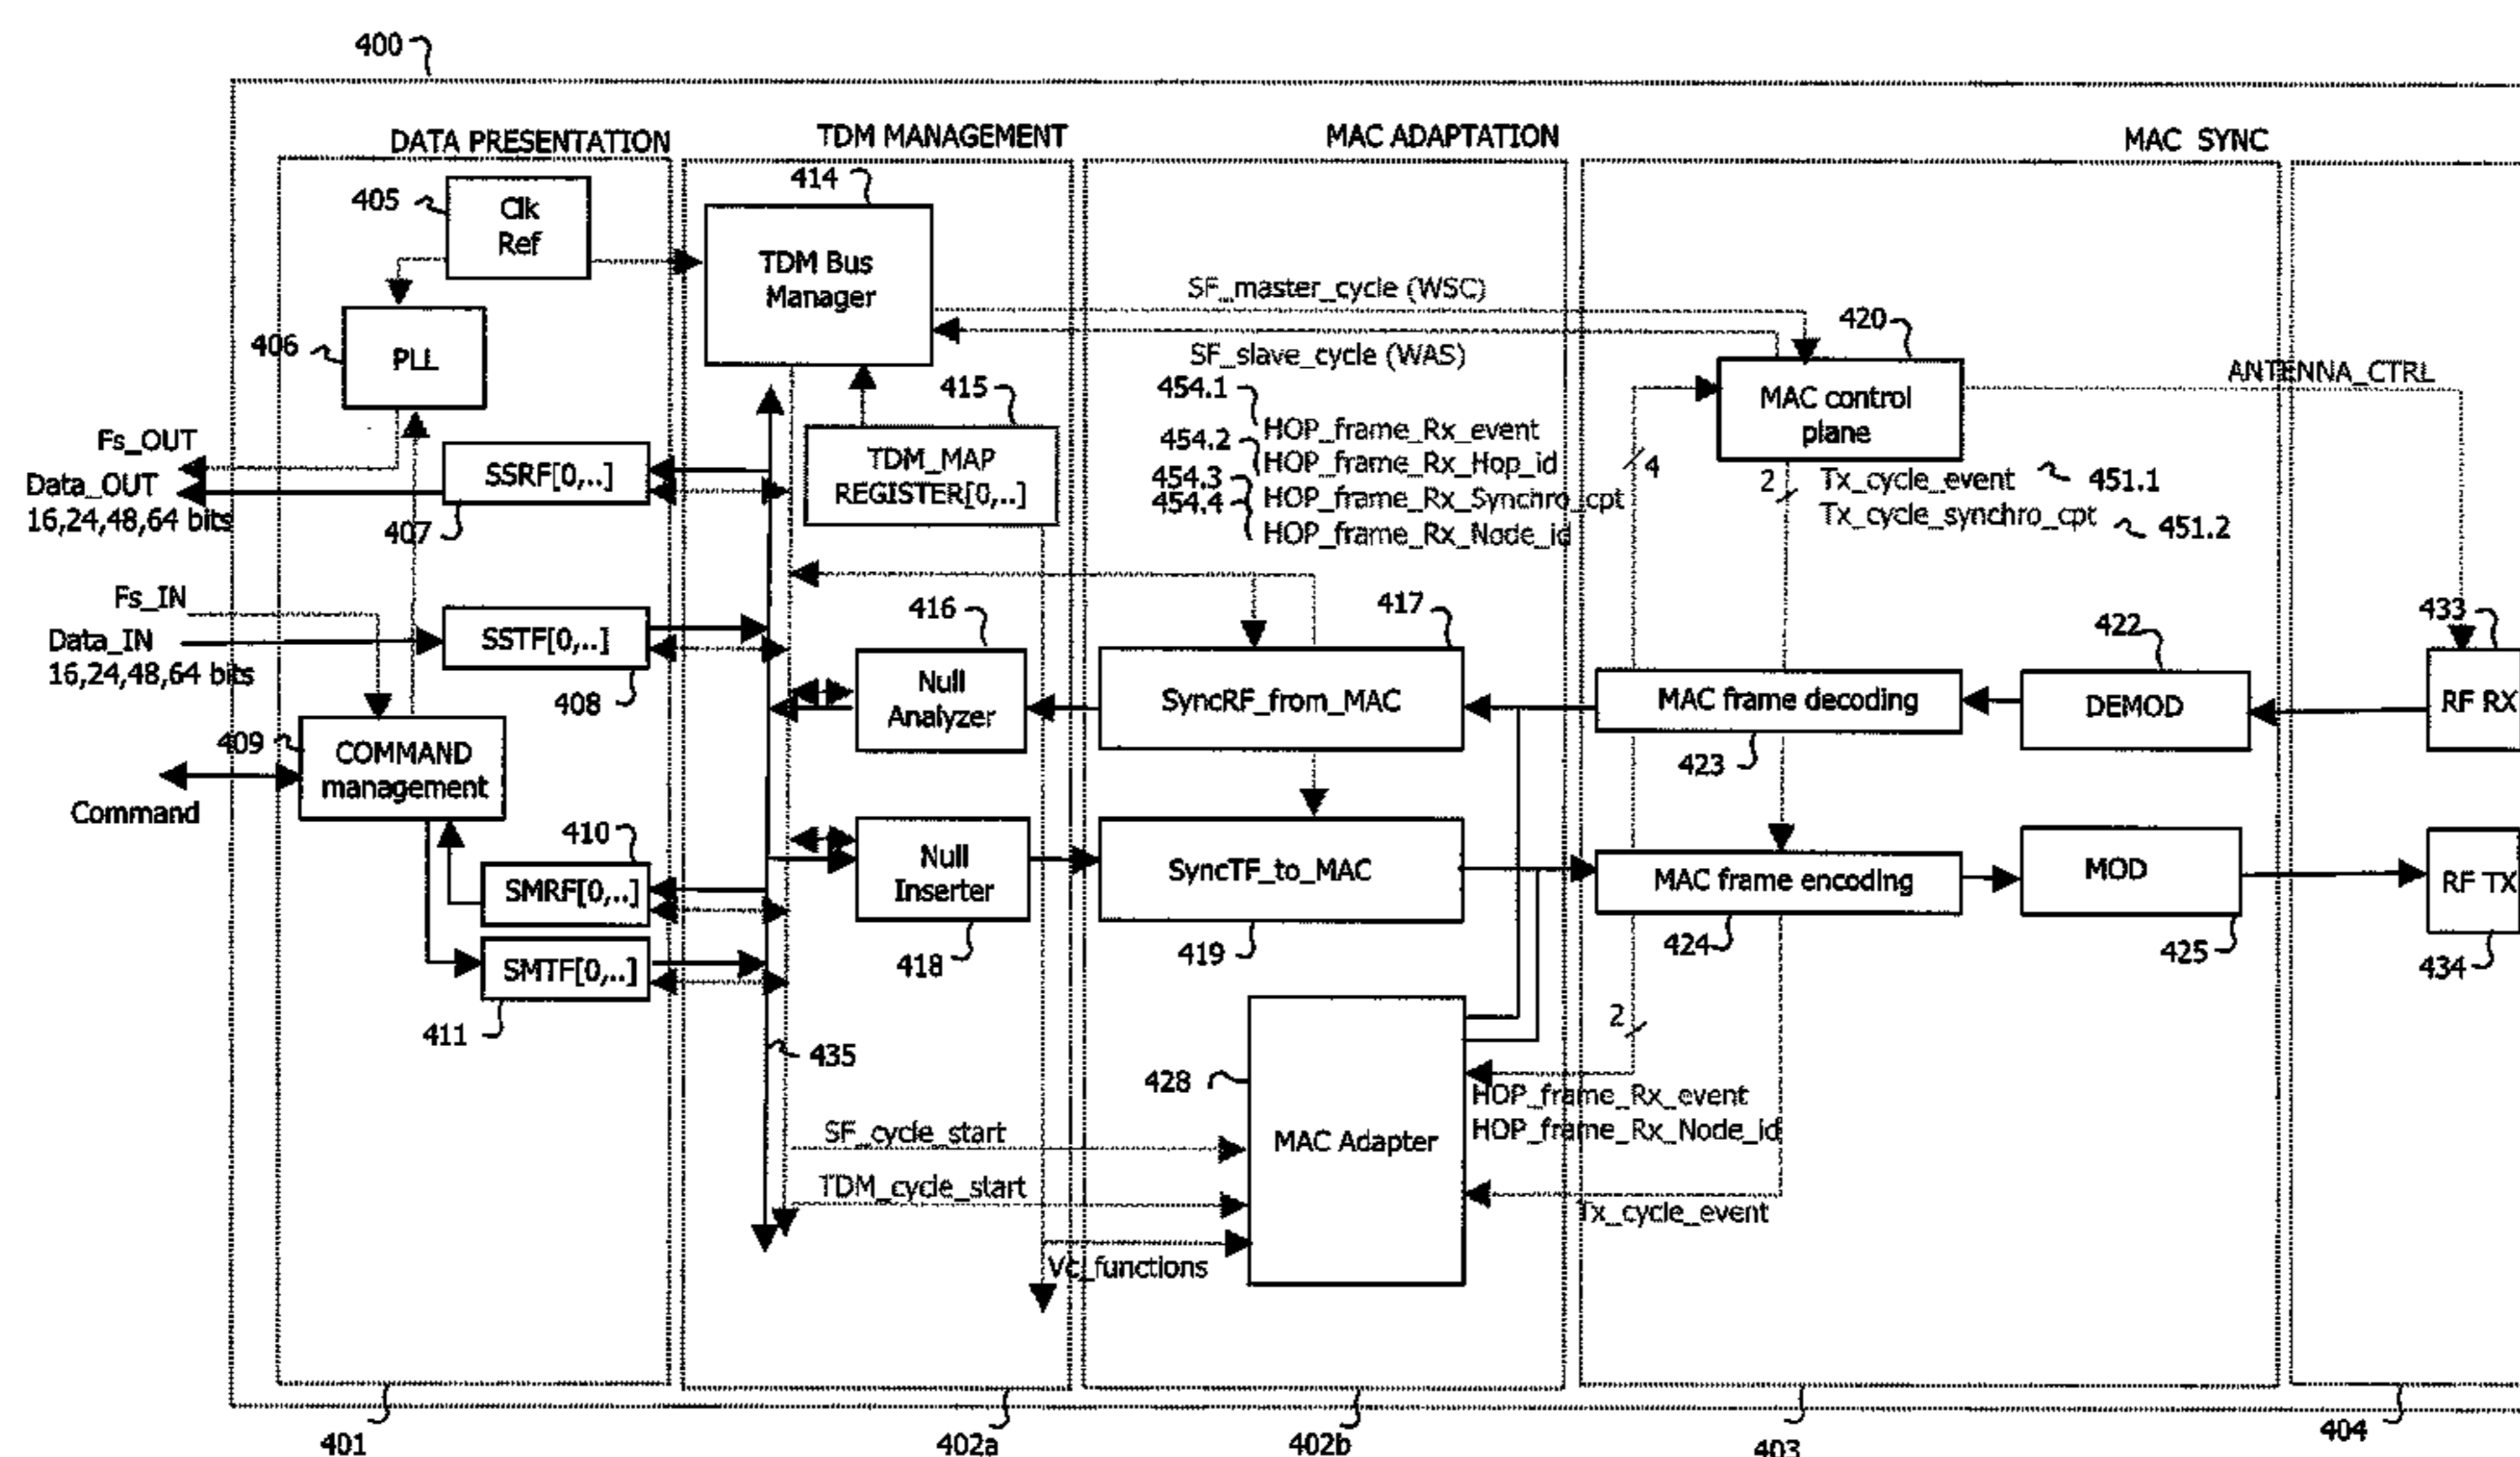 400
DATA PRESENTATION
TDM MANAGEMENT
MAC ADAPTATION
MAC SYNC
405
Clk
Ref
414
TDM Bus
Manager
SF_master_cycle (WSC)
SF_slave_cycle (WAS)
420
MAC control
plane
ANTENNA_CTRL
406
PLL
415
TDM_MAP
REGISTER[0,..]
454.1
HOP_frame_Rx_event
454.2
HOP_frame_Rx_Hop_id
454.3
HOP_frame_Rx_Synchro_cpt
454.4
HOP_frame_Rx_Node_id
4
2
Tx_cycle_event
451.1
Tx_cycle_synchro_cpt
451.2
Fs_OUT
Data_OUT
16,24,48,64 bits
SSRF[0,..]
407
Fs_IN
Data_IN
16,24,48,64 bits
SSTF[0,..]
408
416
Null
Analyzer
417
SyncRF_from_MAC
MAC frame decoding
423
422
DEMOD
433
RF RX
409
COMMAND
management
Command
410
SMRF[0,..]
SMTF[0,..]
411
Null
Inserter
418
SyncTF_to_MAC
419
MAC frame encoding
424
MOD
425
RF TX
434
435
2
428
MAC Adapter
HOP_frame_Rx_event
HOP_frame_Rx_Node_id
SF_cycle_start
TDM_cycle_start
Tx_cycle_event
Vc_functions
401
402a
402b
403
404